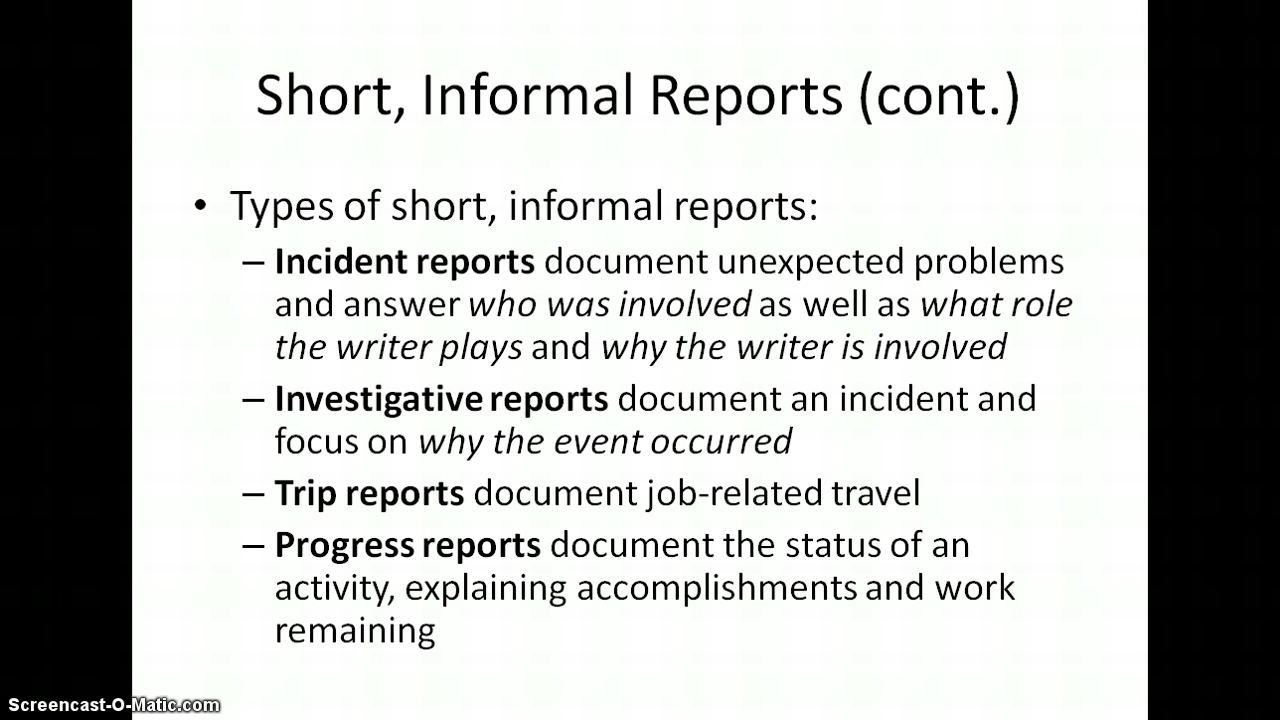 Short, Informal Reports (cont.)
• Types of short, informal reports:
– Incident reports document unexpected problems
and answer who was involved as well as what role
the writer plays and why the writer is involved
– Investigative reports document an incident and
focus on why the event occurred
– Trip reports document job-related travel
– Progress reports document the status of an
activity, explaining accomplishments and work
remaining
Screencast-O-Matic.com